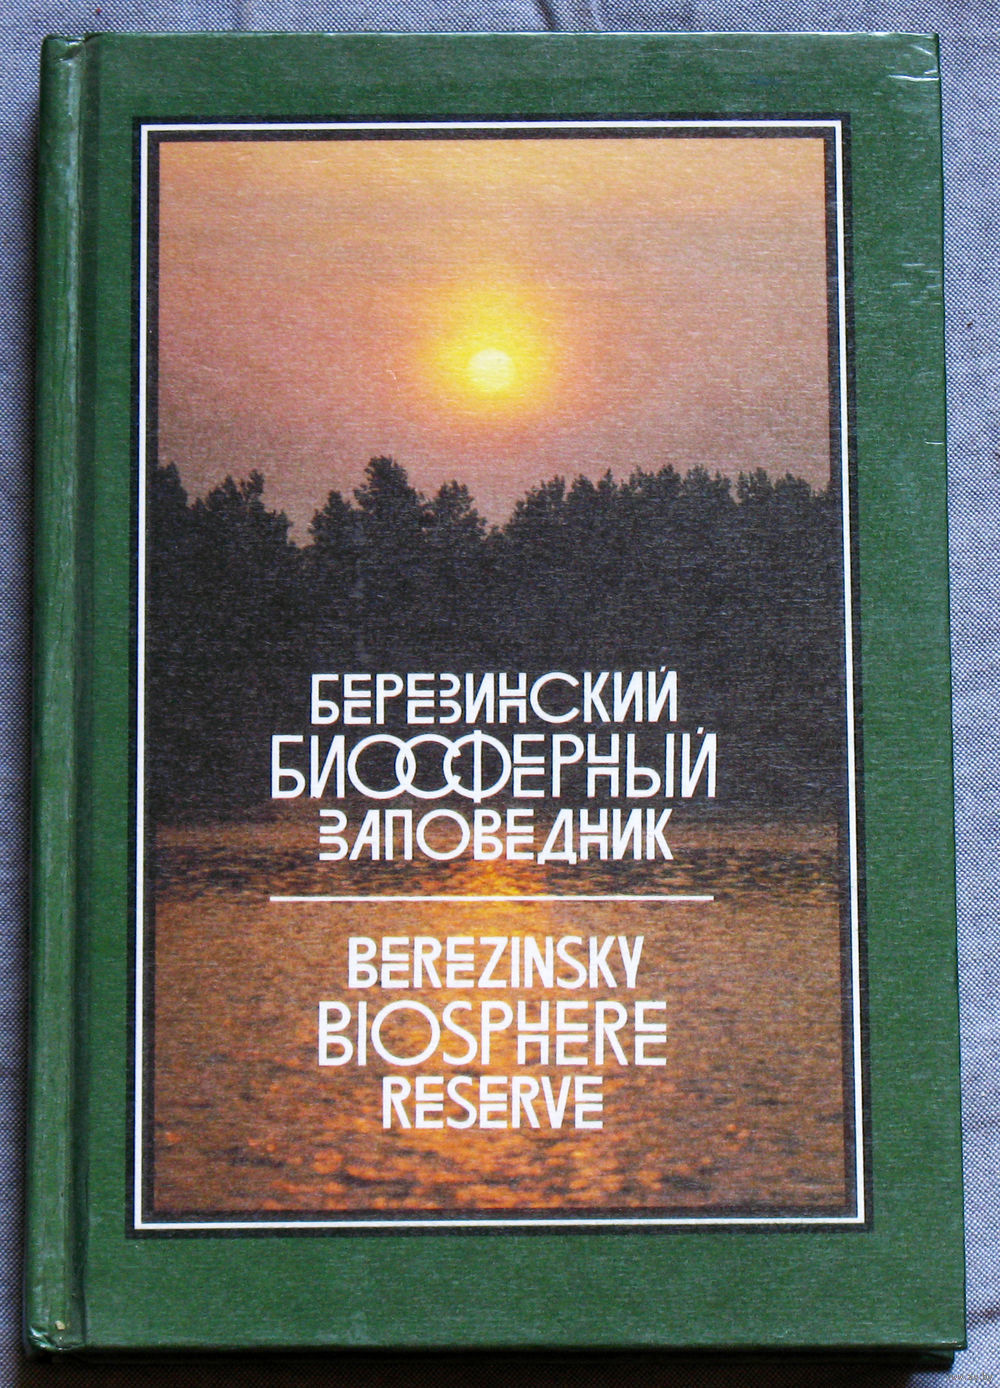 БЕРЕЗИНСКИЙ
БИОСФЕРНЫЙ
ЗАПОВЕДНИК
BEREZINSKY
BIOSPHERE
RESERVE